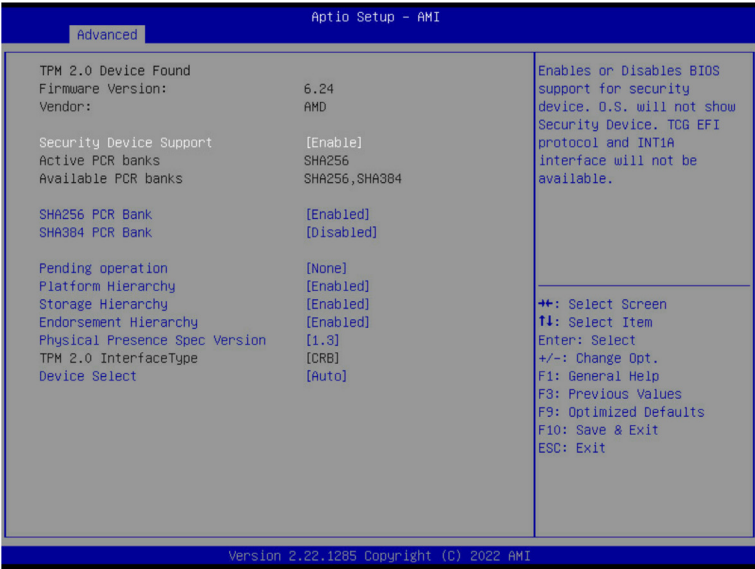 Aptio Setup – AMI
Advanced
TPM 2.0 Device Found
Firmware Version: 6.24
Vendor: AMD
Security Device Support [Enable]
Active PCR banks SHA256
Available PCR banks SHA256,SHA384
SHA256 PCR Bank [Enabled]
SHA384 PCR Bank [Disabled]
Pending operation [None]
Platform Hierarchy [Enabled]
Storage Hierarchy [Enabled]
Endorsement Hierarchy [Enabled]
Physical Presence Spec Version [1.3]
TPM 2.0 InterfaceType [CRB]
Device Select [Auto]
Enables or Disables BIOS
support for security
device. O.S. will not show
Security Device. TCG EFI
protocol and INT1A
interface will not be
available.
→←: Select Screen
↑↓: Select Item
Enter: Select
+/-: Change Opt.
F1: General Help
F3: Previous Values
F9: Optimized Defaults
F10: Save & Exit
ESC: Exit
Version 2.22.1285 Copyright (C) 2022 AMI